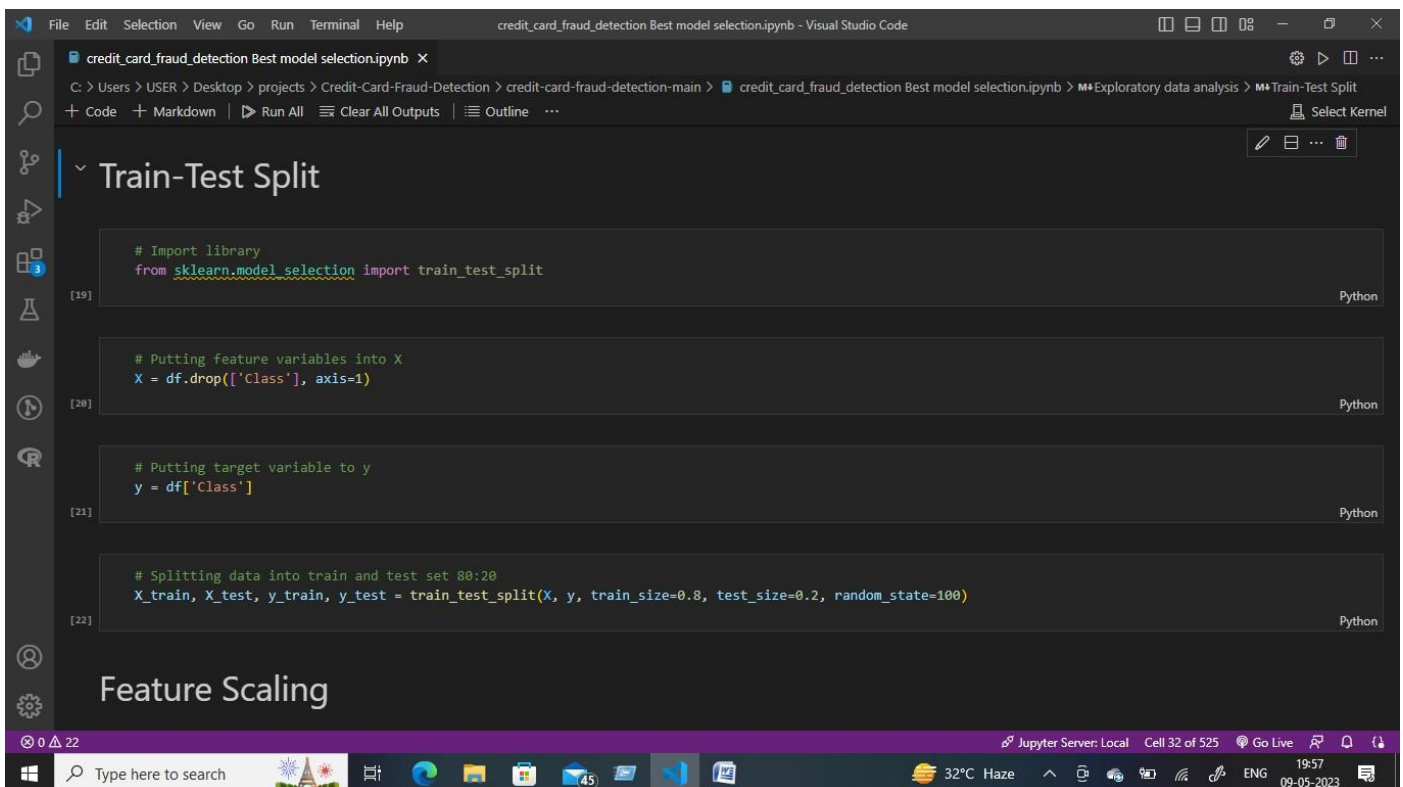 File Edit Selection View Go Run Terminal Help credit_card_fraud_detection Best model selection.ipynb - Visual Studio Code
credit_card_fraud_detection Best model selection.ipynb
C: > Users > USER > Desktop > projects > Credit-Card-Fraud-Detection > credit-card-fraud-detection-main > credit_card_fraud_detection Best model selection.ipynb > M↓Exploratory data analysis > M↓Train-Test Split
+ Code + Markdown | Run All Clear All Outputs | Outline ... Select Kernel
Train-Test Split
# Import library
from sklearn.model_selection import train_test_split
[19] Python
# Putting feature variables into X
X = df.drop(['Class'], axis=1)
[20] Python
3
# Putting target variable to y
y = df['Class']
[21] Python
# Splitting data into train and test set 80:20
X_train, X_test, y_train, y_test = train_test_split(X, y, train_size=0.8, test_size=0.2, random_state=100)
[22] Python
Feature Scaling
0 22 Jupyter Server: Local Cell 32 of 525 Go Live
Type here to search 45 32°C Haze ENG 19:57
09-05-2023